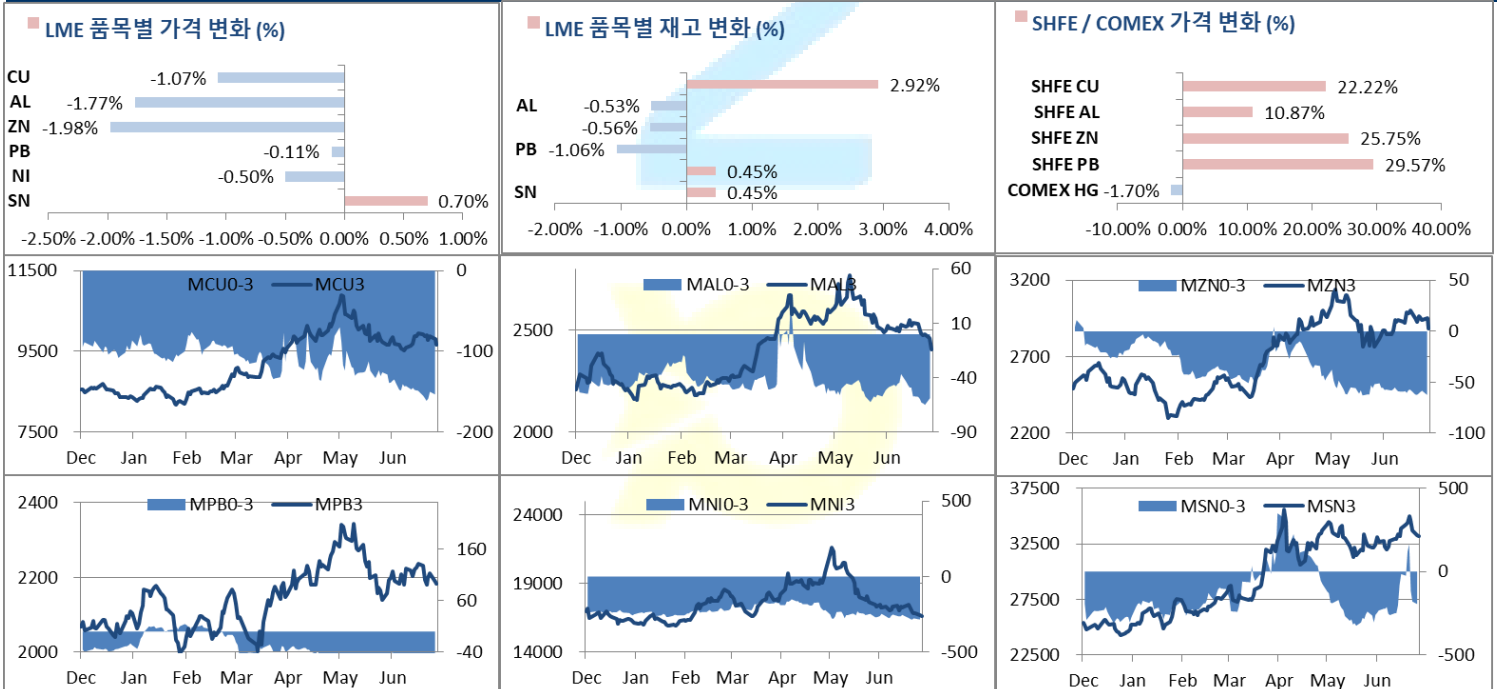 LME 품목별 가격 변화 (%)
CU
-1.07%
AL
-1.77%
ZN
-1.98%
PB
-0.11%
NI
-0.50%
SN
0.70%
-2.50% -2.00% -1.50% -1.00% -0.50% 0.00% 0.50% 1.00%
LME 품목별 재고 변화 (%)
2.92%
AL
-0.53%
-0.56%
PB
-1.06%
0.45%
SN
0.45%
-2.00% -1.00% 0.00% 1.00% 2.00% 3.00% 4.00%
SHFE / COMEX 가격 변화 (%)
SHFE CU
22.22%
SHFE AL
10.87%
SHFE ZN
25.75%
SHFE PB
29.57%
COMEX HG
-1.70%
-10.00% 0.00% 10.00% 20.00% 30.00% 40.00%
MCU0-3 MCU3
11500
9500
7500
0
-100
-200
Dec Jan Feb Mar Apr May Jun
MAL0-3 MAL3
2500
2000
60
10
-40
-90
Dec Jan Feb Mar Apr May Jun
MZN0-3 MZN3
3200
2700
2200
50
0
-50
-100
Dec Jan Feb Mar Apr May Jun
MPB0-3 MPB3
2400
2200
2000
160
60
-40
Dec Jan Feb Mar Apr May Jun
MNI0-3 MNI3
24000
19000
14000
500
0
-500
Dec Jan Feb Mar Apr May Jun
MSN0-3 MSN3
37500
32500
27500
22500
500
0
-500
Dec Jan Feb Mar Apr May Jun